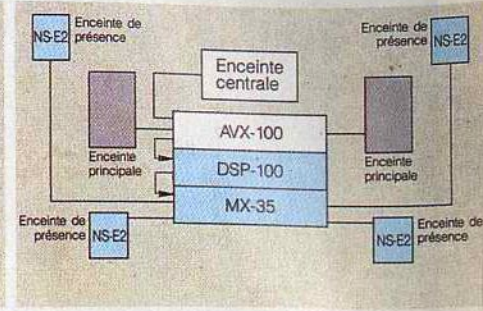 Enceinte de
présence
NS-E2
Enceinte de
présence
NS-E2
Enceinte
centrale
Enceinte
principale
AVX-100
DSP-100
MX-35
Enceinte
principale
Enceinte de
présence
NS-E2
Enceinte de
présence
NS-E2